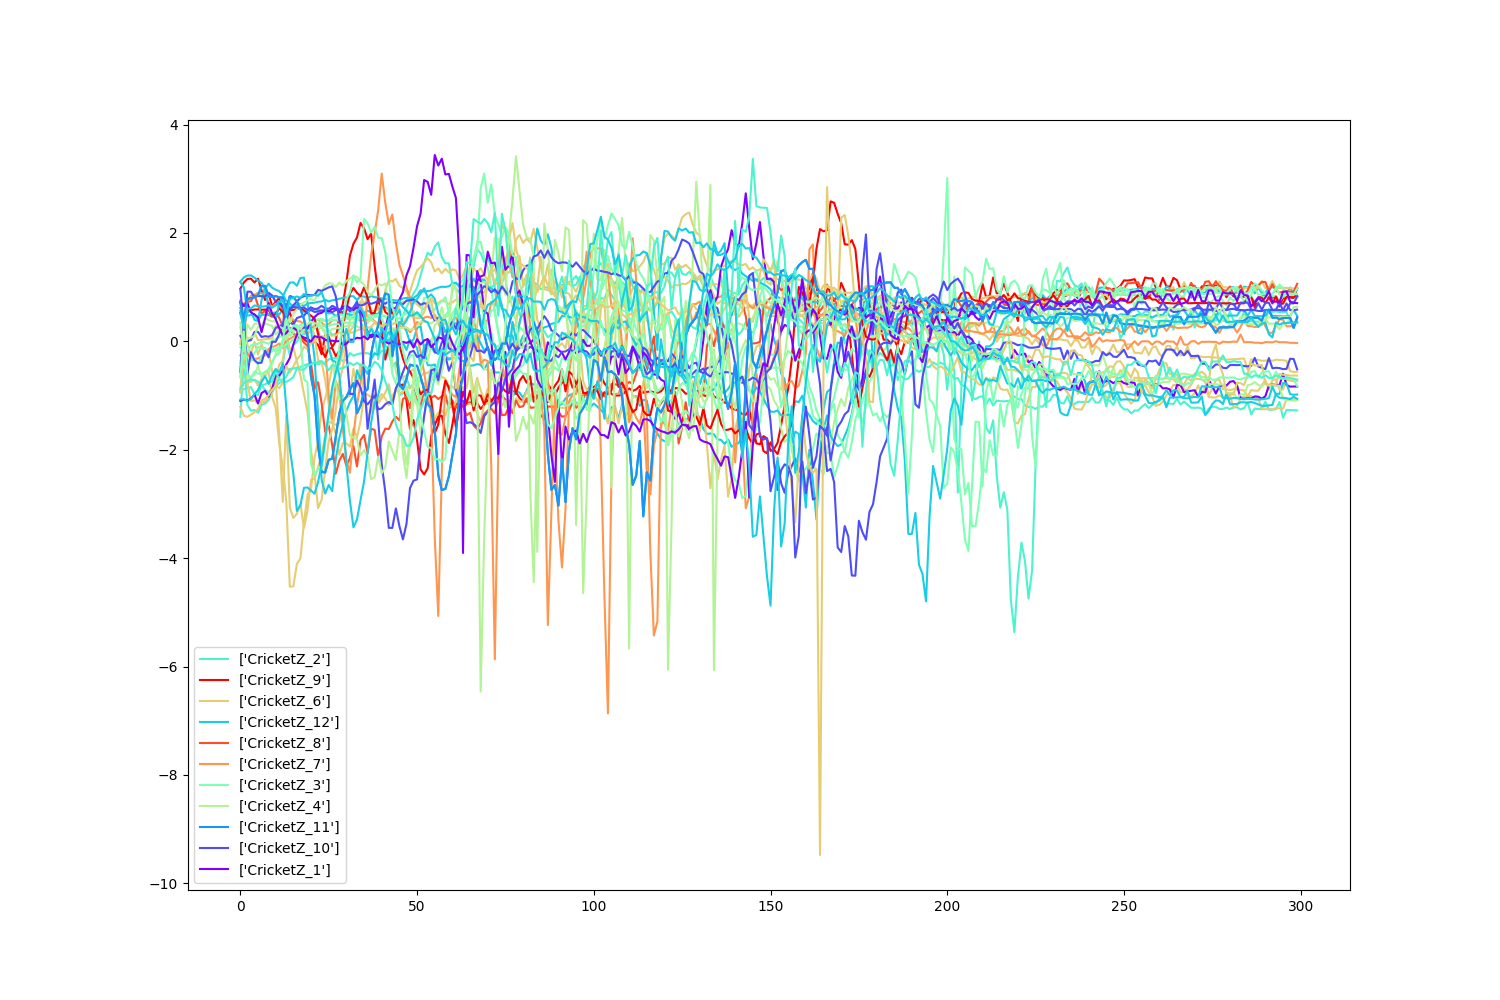 4
2
0
−2
−4
−6
−8
−10
0 50 100 150 200 250 300
['CricketZ_2']
['CricketZ_9']
['CricketZ_6']
['CricketZ_12']
['CricketZ_8']
['CricketZ_7']
['CricketZ_3']
['CricketZ_4']
['CricketZ_11']
['CricketZ_10']
['CricketZ_1']